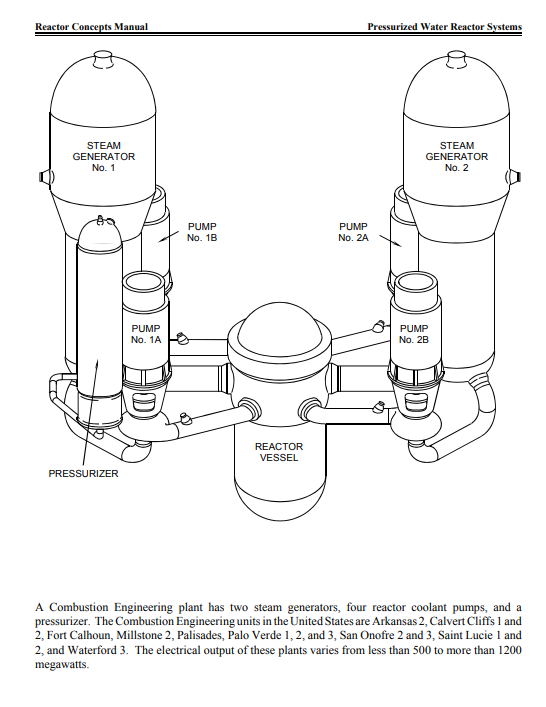 Reactor Concepts Manual Pressurized Water Reactor Systems
STEAM
GENERATOR
No. 1
STEAM
GENERATOR
No. 2
PUMP
No. 1B
PUMP
No. 2A
PUMP
No. 1A
PUMP
No. 2B
REACTOR
VESSEL
PRESSURIZER
A Combustion Engineering plant has two steam generators, four reactor coolant pumps, and a
pressurizer. The Combustion Engineering units in the United States are Arkansas 2, Calvert Cliffs 1 and
2, Fort Calhoun, Millstone 2, Palisades, Palo Verde 1, 2, and 3, San Onofre 2 and 3, Saint Lucie 1 and
2, and Waterford 3. The electrical output of these plants varies from less than 500 to more than 1200
megawatts.